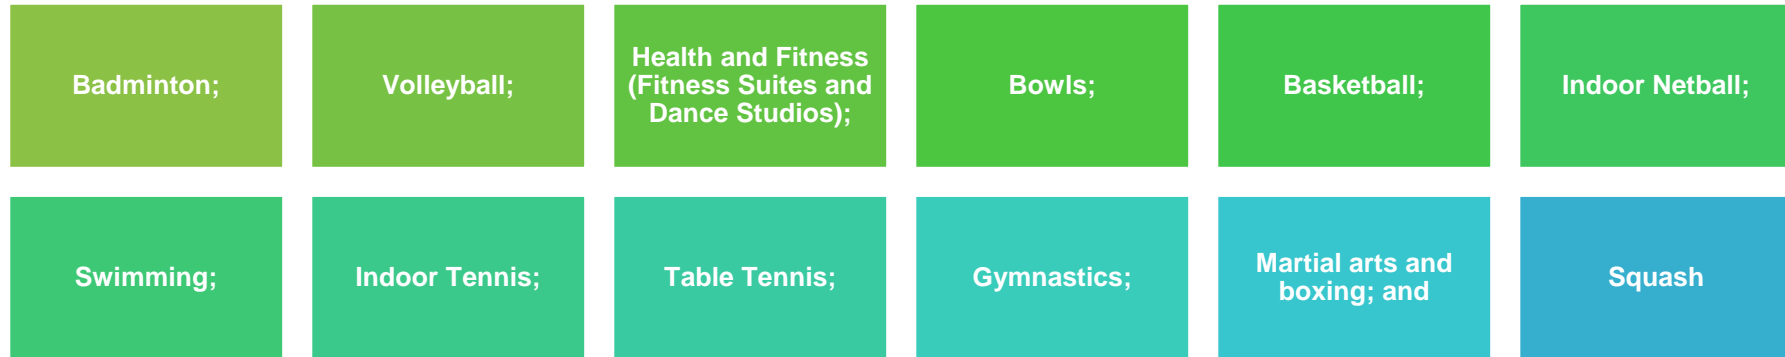 Badminton;
Volleyball;
Health and Fitness
(Fitness Suites and
Dance Studios);
Bowls;
Basketball;
Indoor Netball;
Swimming;
Indoor Tennis;
Table Tennis;
Gymnastics;
Martial arts and
boxing; and
Squash